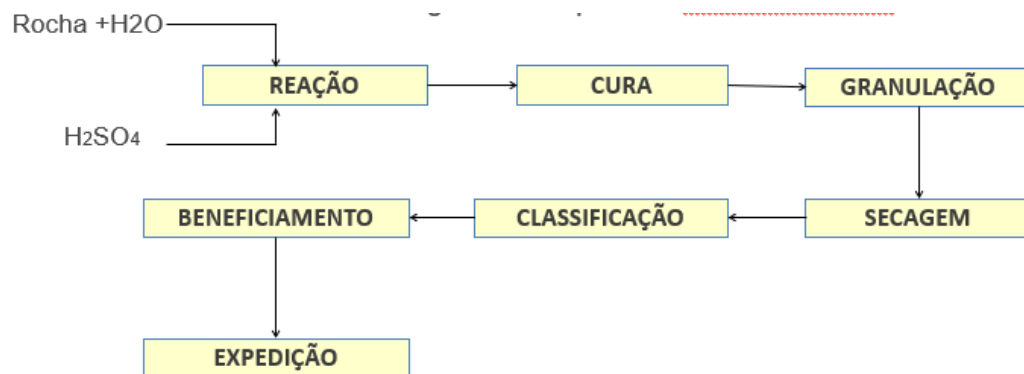 Rocha +H2O
REAÇÃO
CURA
GRANULAÇÃO
H2SO4
BENEFICIAMENTO
CLASSIFICAÇÃO
SECAGEM
EXPEDIÇÃO